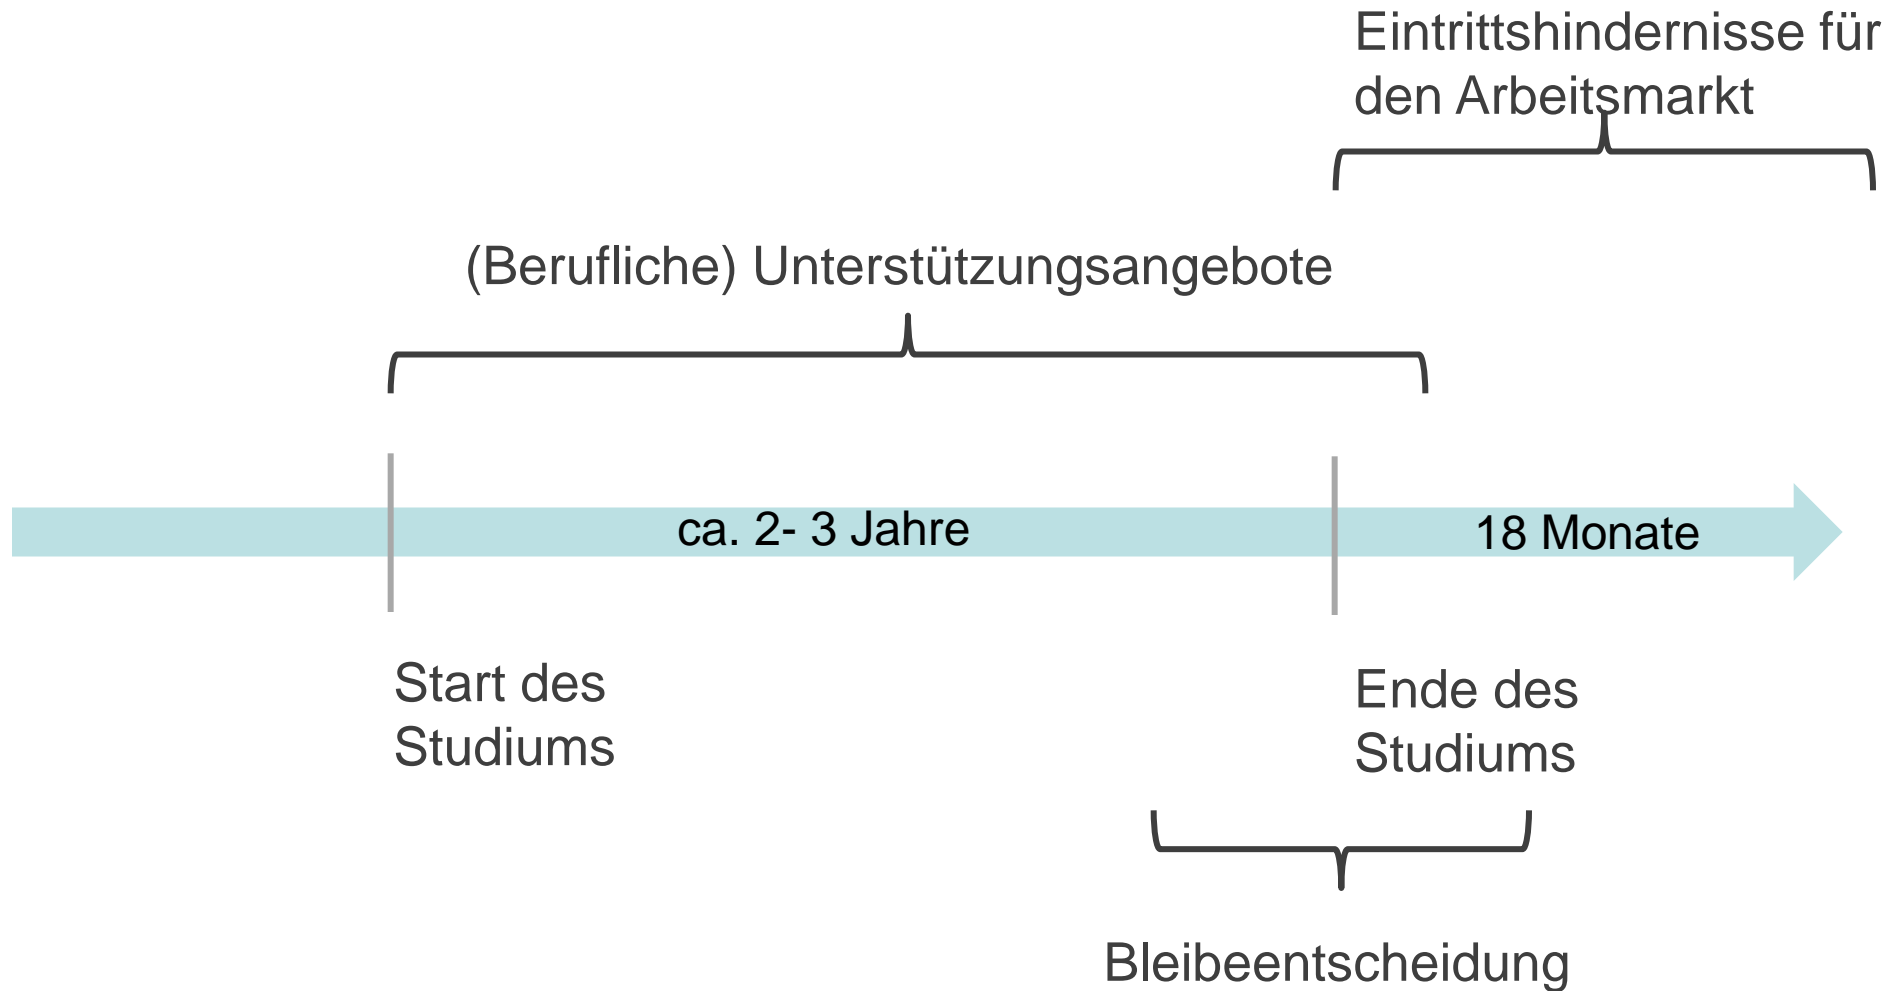 Eintrittshindernisse für
den Arbeitsmarkt
(Berufliche) Unterstützungsangebote
ca. 2- 3 Jahre
18 Monate
Start des
Studiums
Ende des
Studiums
Bleibeentscheidung